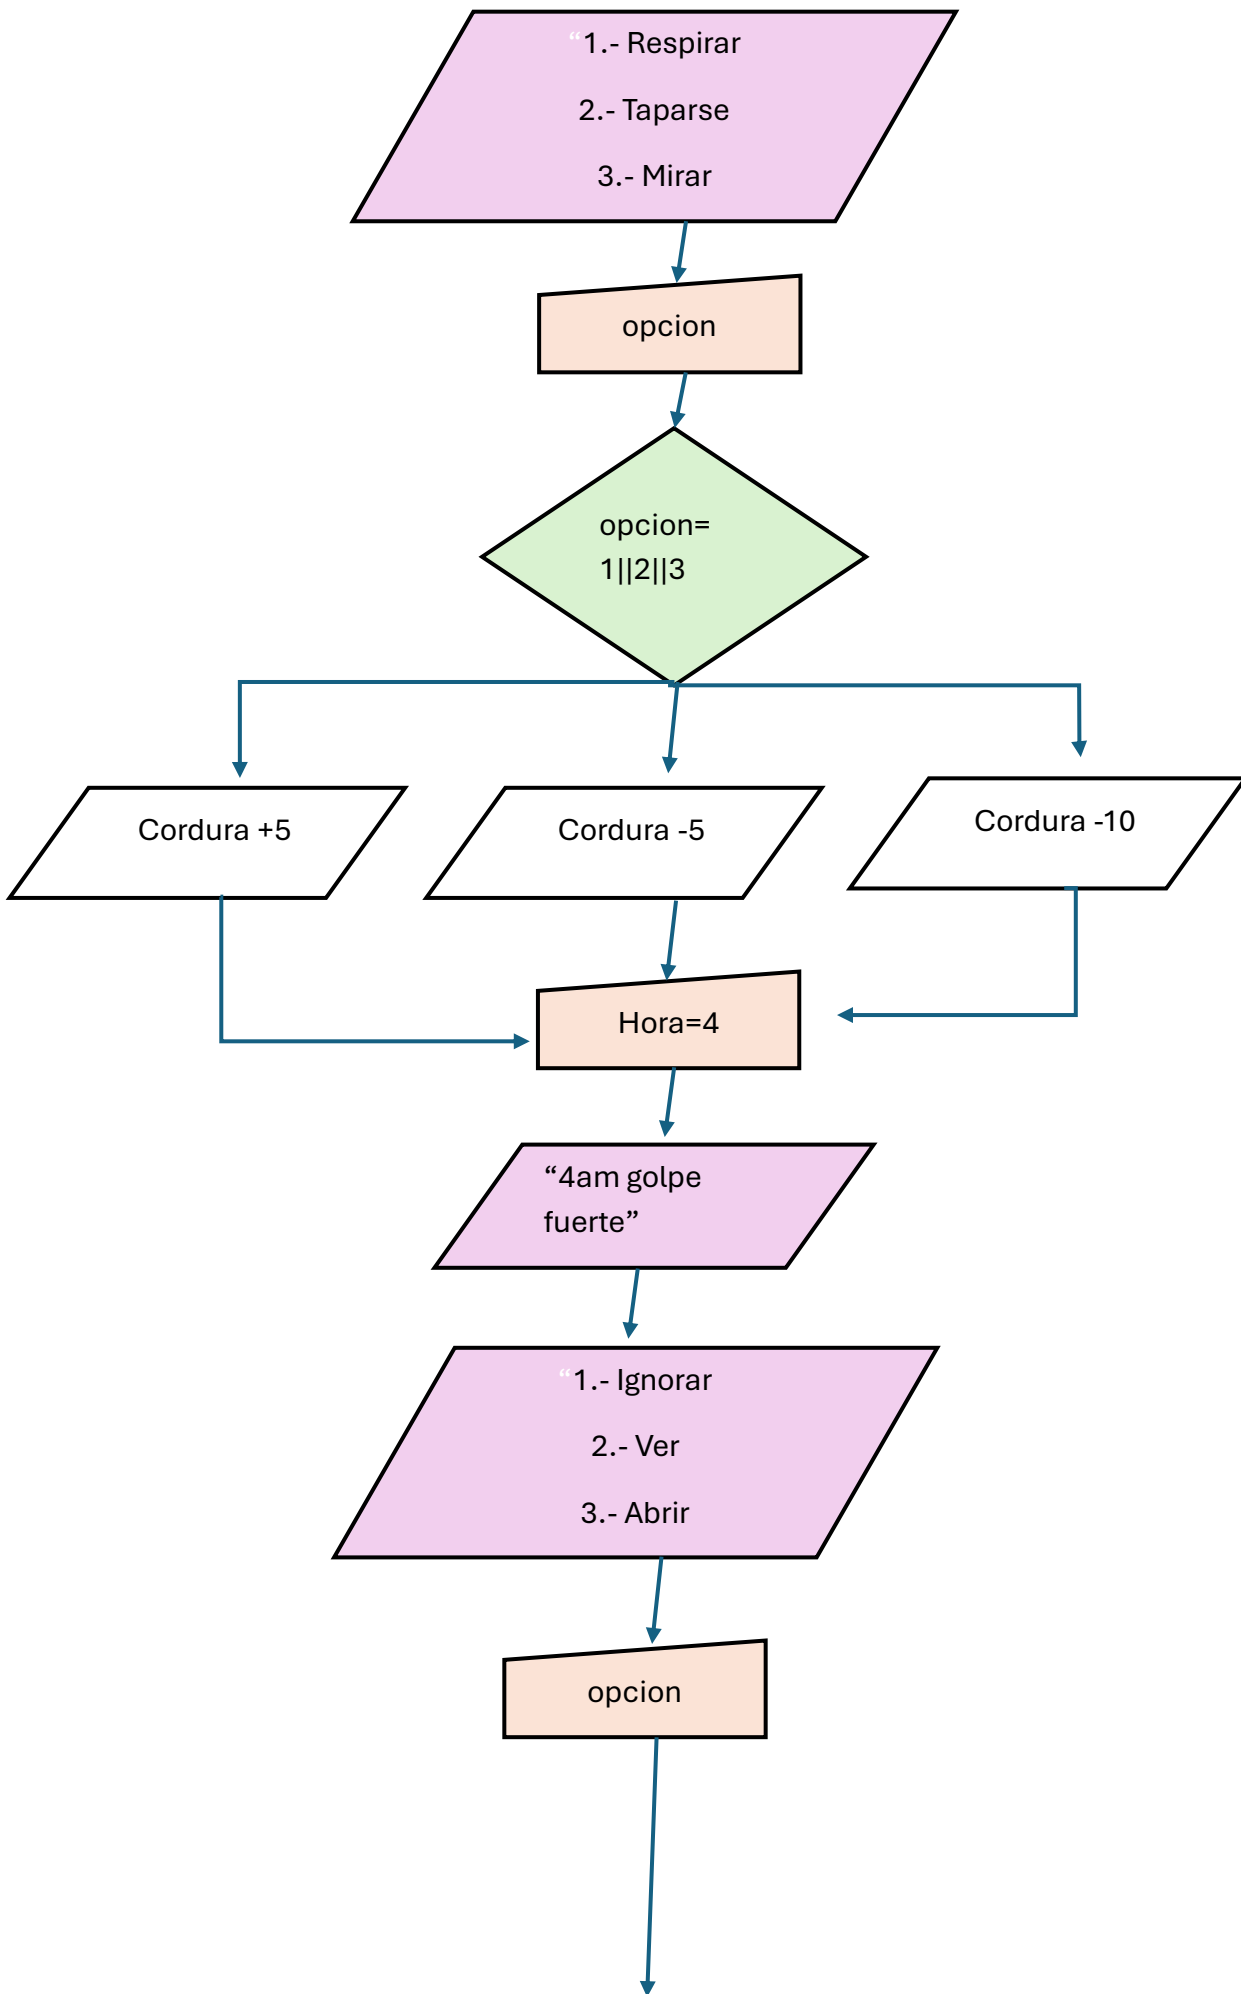 “1.- Respirar
2.- Taparse
3.- Mirar
opcion
opcion=
1||2||3
Cordura +5
Cordura -5
Cordura -10
Hora=4
“4am golpe
fuerte”
“1.- Ignorar
2.- Ver
3.- Abrir
opcion